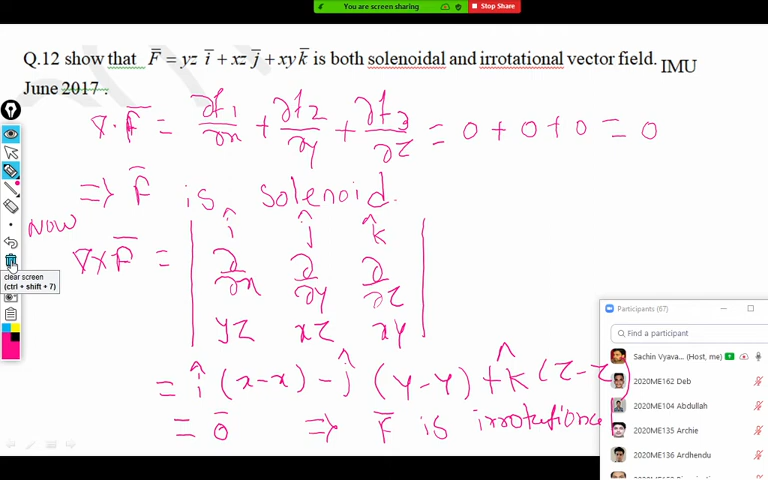 You are screen sharing Stop Share
Q.12 show that F̅ = yz i̅ + xz j̅ + xy k̅ is both solenoidal and irrotational vector field. IMU
June 2017 .
∇·F̅ = ∂f1/∂x + ∂f2/∂y + ∂f3/∂z = 0 + 0 + 0 = 0
=> F̅ is solenoid.
Now
∇×F̅ = | î ĵ k̂ |
| ∂/∂x ∂/∂y ∂/∂z |
| yz xz xy |
= î (x-x) - ĵ (y-y) + k̂ (z-z)
= 0̅ => F̅ is irrotationa
clear screen
(ctrl + shift + 7)
Participants (67)
Find a participant
Sachin Vyava... (Host, me)
2020ME162 Deb
2020ME104 Abdullah
2020ME135 Archie
2020ME136 Ardhendu